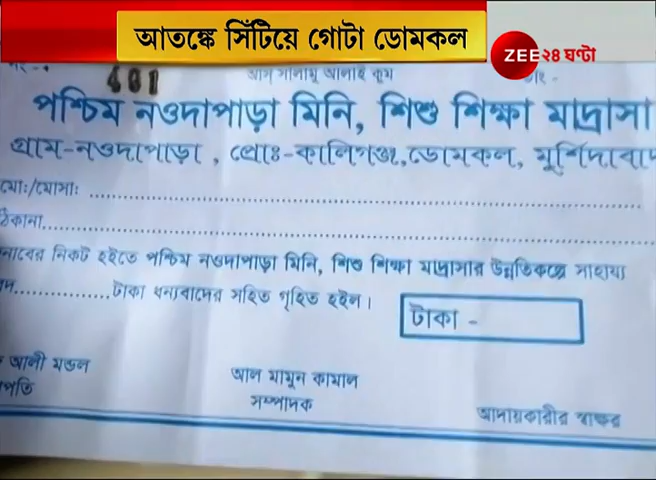 আতঙ্কে সিঁটিয়ে গোটা ডোমকল
ZEE ২৪ ঘণ্টা
401
আস্ সালামু আলাই কুম
তাং -
পশ্চিম নওদাপাড়া মিনি, শিশু শিক্ষা মাদ্রাসা
গ্রাম-নওদাপাড়া , প্রোঃ-কালিগঞ্জ,ডোমকল, মুর্শিদাবাদ
মো:/মোসা: ........................................
ঠিকানা........................................
নাবের নিকট হইতে পশ্চিম নওদাপাড়া মিনি, শিশু শিক্ষা মাদ্রাসার উন্নতিকল্পে সাহায্য
..............টাকা ধন্যবাদের সহিত গৃহিত হইল।
টাকা -
আলী মন্ডল
পতি
আল মামুন কামাল
সম্পাদক
আদায়কারীর স্বাক্ষর